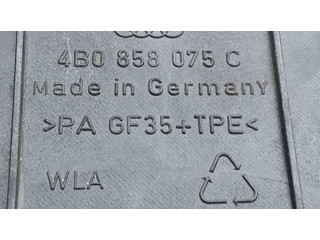 4B0 858 075 C
Made in Germany
>PA GF35+TPE<
WLA